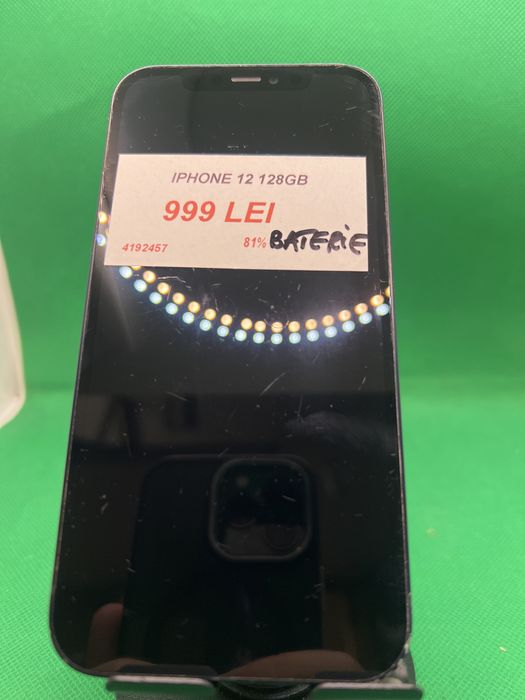 IPHONE 12 128GB
999 LEI
4192457 81% BATERIE